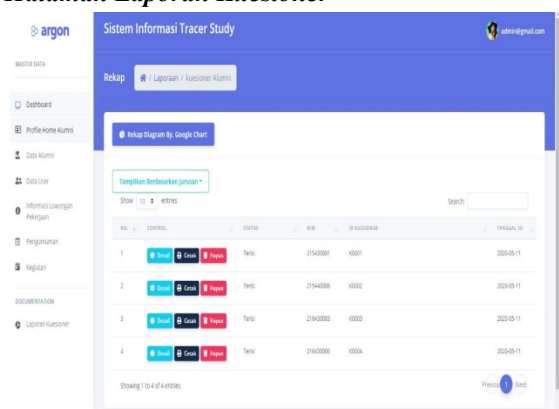 Halaman Laporan Kuesioner
argon
Sistem Informasi Tracer Study
admin@gmail.com
MASTER DATA
Rekap
/ Laporaan / kuesioner Alumni
Dashboard
Profile Home Alumni
Data Alumni
Data User
Informasi Lowongan Pekerjaan
Pengumuman
Kegiatan
DOCUMENTATION
Laporan Kuesioner
Rekap Diagram By. Google Chart
Tampilkan Berdasarkan Jurusan
Show 10 entries
Search:
NO. CONTROL STATUS NIM ID KUESIONER TANGGAL ISI
1 Detail Cetak Hapus Terisi 215430001 K0001 2020-05-11
2 Detail Cetak Hapus Terisi 215440006 K0002 2020-05-11
3 Detail Cetak Hapus Terisi 216430003 K0003 2020-05-11
4 Detail Cetak Hapus Terisi 216430006 K0004 2020-05-11
Showing 1 to 4 of 4 entries
Previous 1 Next